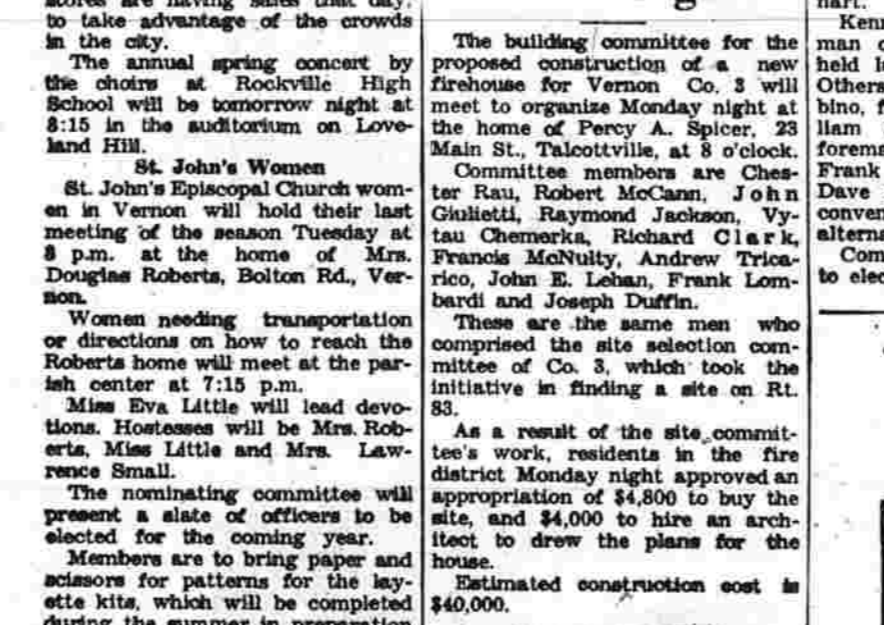 stores are having sales that day,
to take advantage of the crowds
in the city.
The annual spring concert by
the choirs at Rockville High
School will be tomorrow night at
8:15 in the auditorium on Love-
land Hill.
St. John's Women
St. John's Episcopal Church wom-
en in Vernon will hold their last
meeting of the season Tuesday at
8 p.m. at the home of Mrs.
Douglas Roberts, Bolton Rd., Ver-
non.
Women needing transportation
or directions on how to reach the
Roberts home will meet at the par-
ish center at 7:15 p.m.
Miss Eva Little will lead devo-
tions. Hostesses will be Mrs. Rob-
erts, Miss Little and Mrs. Law-
rence Small.
The nominating committee will
present a slate of officers to be
elected for the coming year.
Members are to bring paper and
scissors for patterns for the lay-
ette kits, which will be completed
during the summer in preparation
The building committee for the
proposed construction of a new
firehouse for Vernon Co. 3 will
meet to organize Monday night at
the home of Percy A. Spicer, 23
Main St., Talcottville, at 8 o'clock.
Committee members are Ches-
ter Rau, Robert McCann, John
Giulietti, Raymond Jackson, Vy-
tau Chemerka, Richard Clark,
Francis McNulty, Andrew Trica-
rico, John E. Lehan, Frank Lom-
bardi and Joseph Duffin.
These are the same men who
comprised the site selection com-
mittee of Co. 3, which took the
initiative in finding a site on Rt.
83.
As a result of the site commit-
tee's work, residents in the fire
district Monday night approved an
appropriation of $4,800 to buy the
site, and $4,000 to hire an arch-
itect to drew the plans for the
house.
Estimated construction cost is
$40,000.
hart.
Kenn
man o
held i
Others
bino, f
liam
forema
Frank
Dave
conven
alterna
Com
to elec